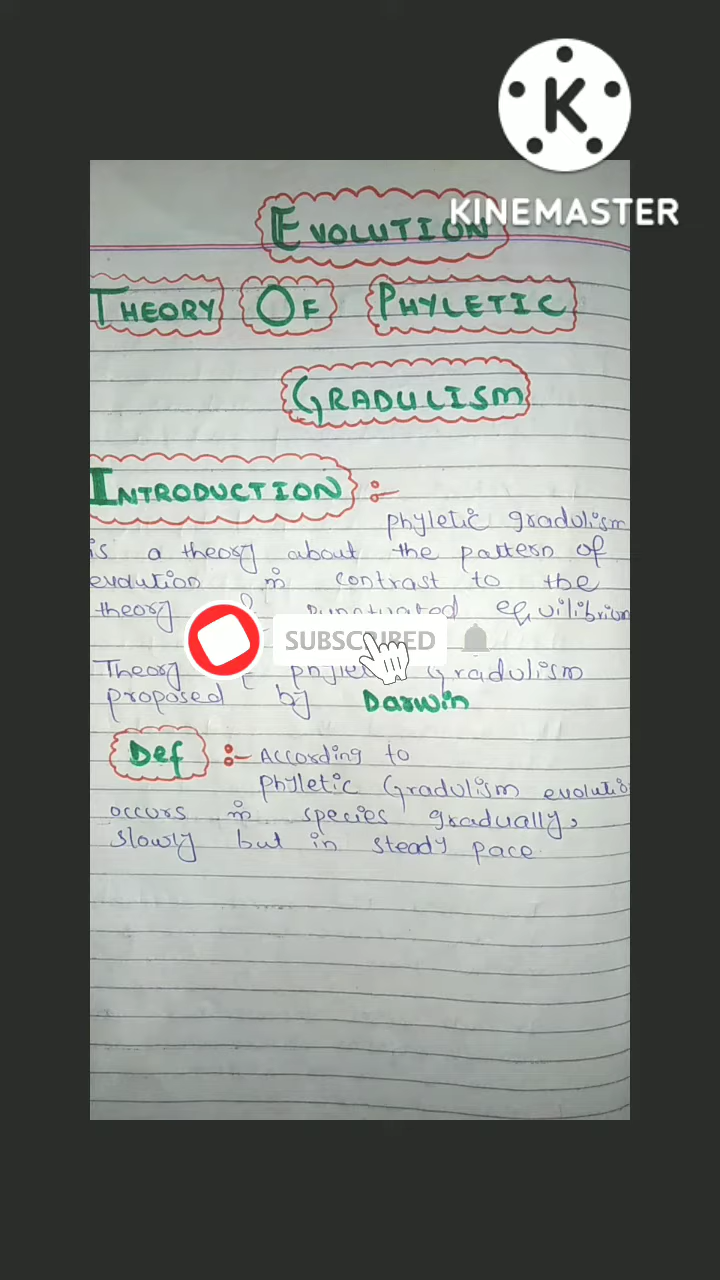 K
KINEMASTER
EVOLUTION
THEORY OF PHYLETIC
GRADULISM
INTRODUCTION :-
phyletic gradulism
is a theory about the pattern of
evolution in contrast to the
theory equilibrium
SUBSCRIBED
Theory Gradulism
proposed by Darwin
Def :- According to
phyletic Gradulism evolutio
occurs in species gradually,
slowly but in steady pace